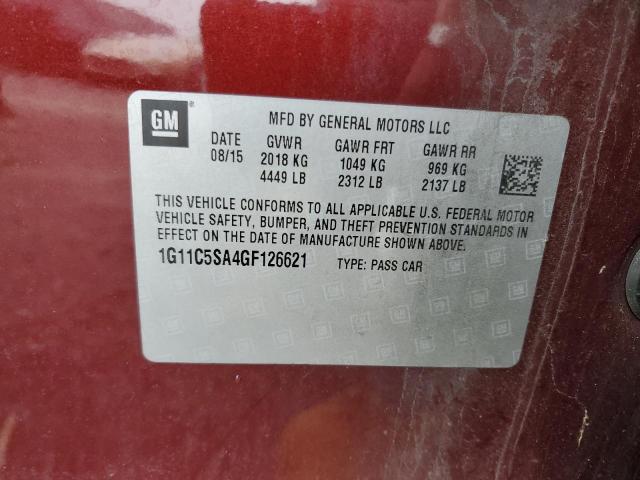 GM
MFD BY GENERAL MOTORS LLC
DATE GVWR GAWR FRT GAWR RR
08/15 2018 KG 1049 KG 969 KG
4449 LB 2312 LB 2137 LB
THIS VEHICLE CONFORMS TO ALL APPLICABLE U.S. FEDERAL MOTOR
VEHICLE SAFETY, BUMPER, AND THEFT PREVENTION STANDARDS IN
EFFECT ON THE DATE OF MANUFACTURE SHOWN ABOVE.
1G11C5SA4GF126621 TYPE: PASS CAR